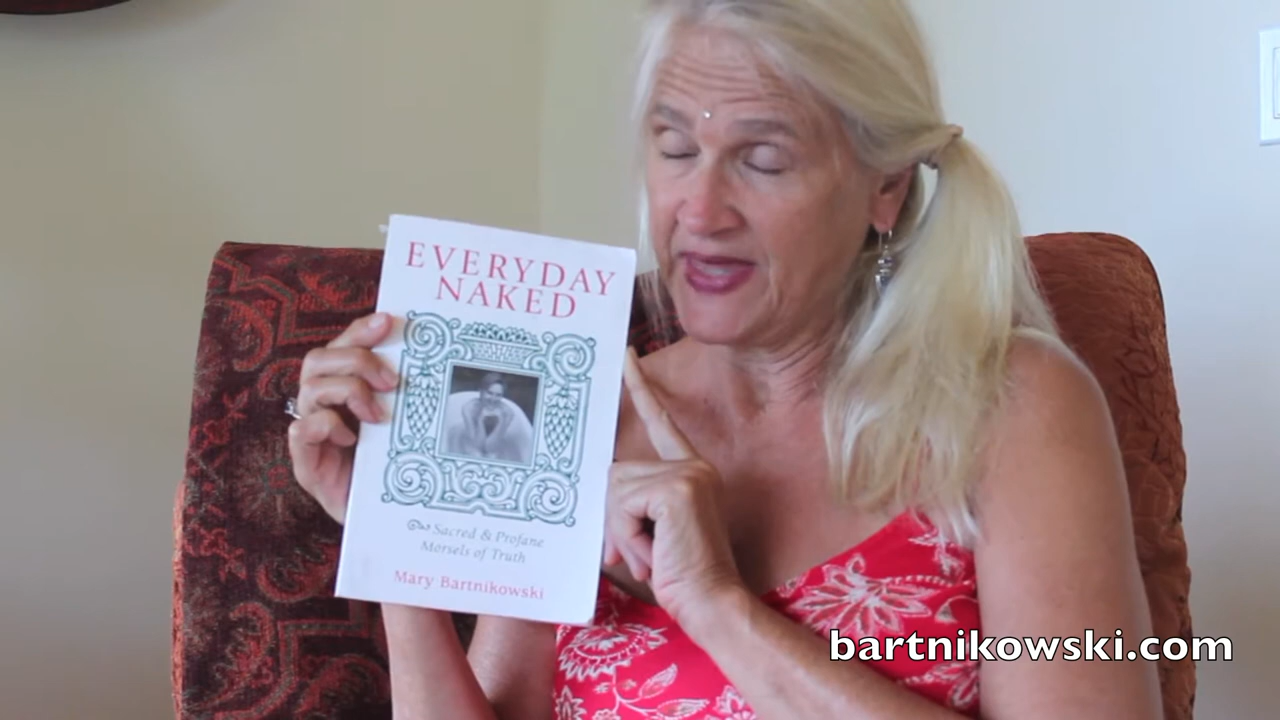 EVERYDAY
NAKED
Sacred & Profane
Morsels of Truth
Mary Bartnikowski
bartnikowski.com